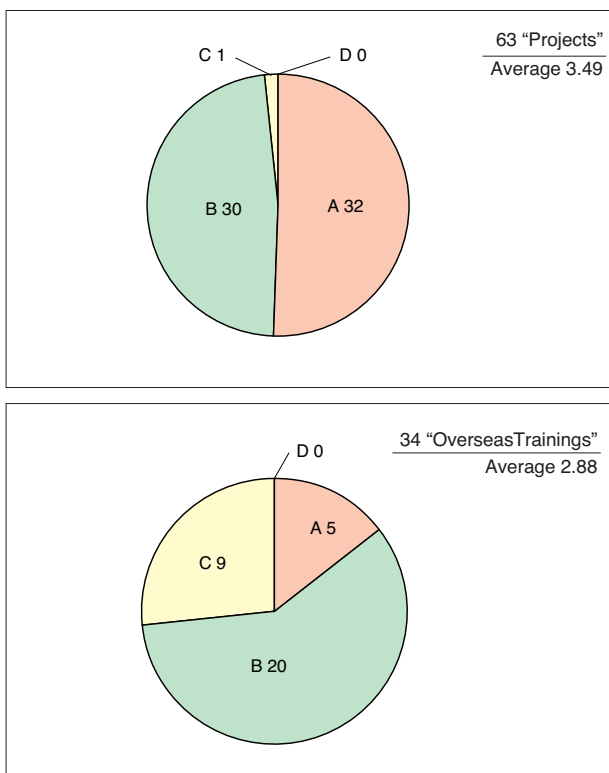 63 “Projects”
Average 3.49
C 1
D 0
B 30
A 32
34 “OverseasTrainings”
Average 2.88
D 0
A 5
C 9
B 20